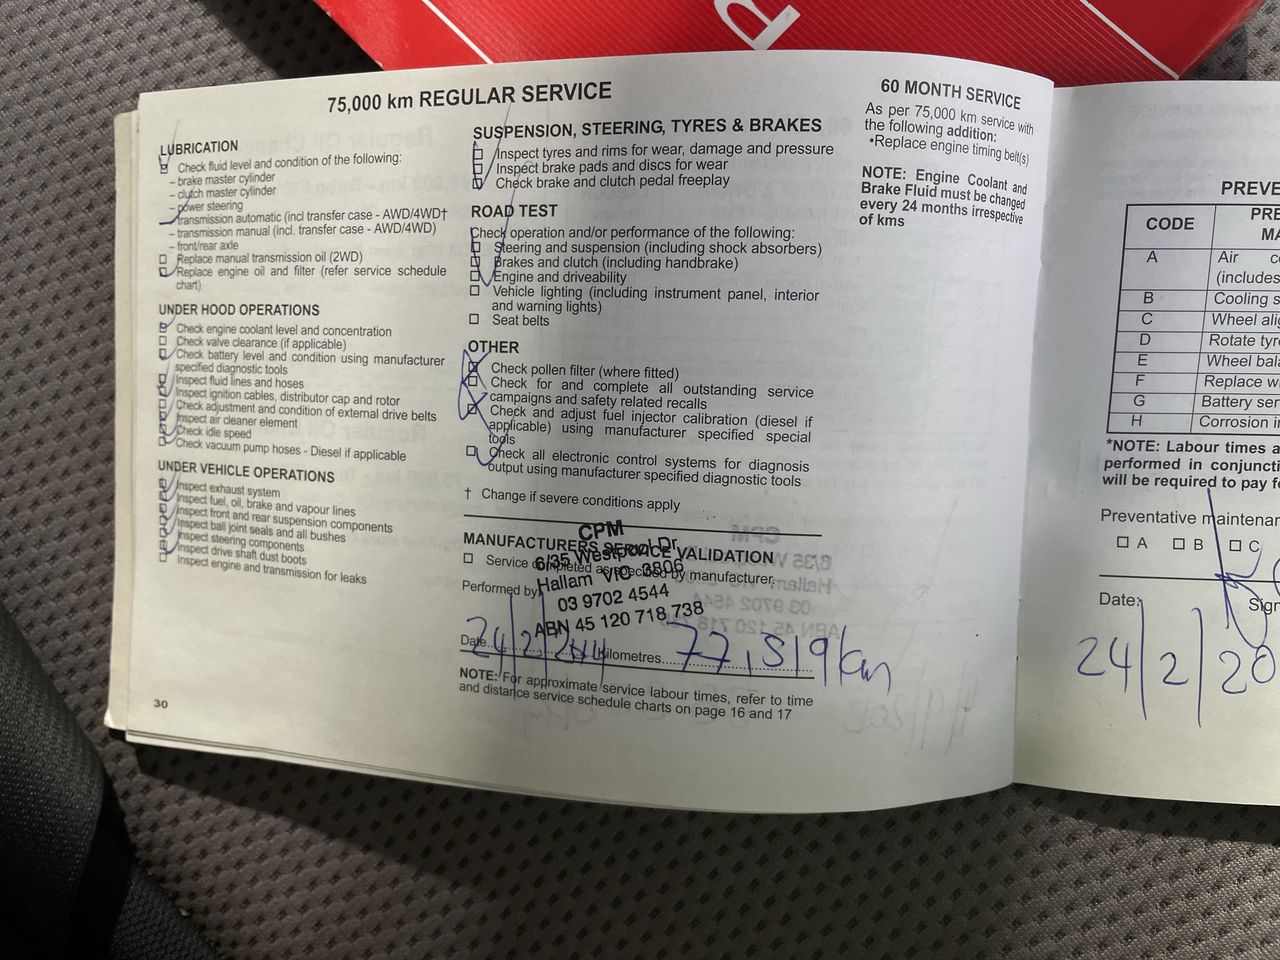 R
75,000 km REGULAR SERVICE
LUBRICATION
Check fluid level and condition of the following:
– brake master cylinder
– clutch master cylinder
– power steering
transmission automatic (incl transfer case - AWD/4WD†
– transmission manual (incl. transfer case - AWD/4WD)
– front/rear axle
Replace manual transmission oil (2WD)
Replace engine oil and filter (refer service schedule
chart)
UNDER HOOD OPERATIONS
Check engine coolant level and concentration
Check valve clearance (if applicable)
Check battery level and condition using manufacturer
specified diagnostic tools
Inspect fluid lines and hoses
Inspect ignition cables, distributor cap and rotor
Check adjustment and condition of external drive belts
Inspect air cleaner element
Check idle speed
Check vacuum pump hoses - Diesel if applicable
UNDER VEHICLE OPERATIONS
Inspect exhaust system
Inspect fuel, oil, brake and vapour lines
Inspect front and rear suspension components
Inspect ball joint seals and all bushes
Inspect steering components
Inspect drive shaft dust boots
Inspect engine and transmission for leaks
30
SUSPENSION, STEERING, TYRES & BRAKES
Inspect tyres and rims for wear, damage and pressure
Inspect brake pads and discs for wear
Check brake and clutch pedal freeplay
ROAD TEST
Check operation and/or performance of the following:
Steering and suspension (including shock absorbers)
Brakes and clutch (including handbrake)
Engine and driveability
Vehicle lighting (including instrument panel, interior
and warning lights)
Seat belts
OTHER
Check pollen filter (where fitted)
Check for and complete all outstanding service
campaigns and safety related recalls
Check and adjust fuel injector calibration (diesel if
applicable) using manufacturer specified special
tools
Check all electronic control systems for diagnosis
output using manufacturer specified diagnostic tools
† Change if severe conditions apply
MANUFACTURERS SERVICE VALIDATION
Service completed as specified by manufacturer,
Performed by
CPM
6/35 Westpool Dr
Hallam VIC 3806
03 9702 4544
ABN 45 120 718 738
Date 24/2/2014 Kilometres 77,519 km
NOTE: For approximate service labour times, refer to time
and distance service schedule charts on page 16 and 17
60 MONTH SERVICE
As per 75,000 km service with
the following addition:
•Replace engine timing belt(s)
NOTE: Engine Coolant and
Brake Fluid must be changed
every 24 months irrespective
of kms
PREVE
CODE PRE
MA
A Air c
(includes
B Cooling s
C Wheel ali
D Rotate tyr
E Wheel bala
F Replace wi
G Battery ser
H Corrosion in
*NOTE: Labour times a
performed in conjuncti
will be required to pay fo
Preventative maintenan
A B C
Date: Sign
24/2/20